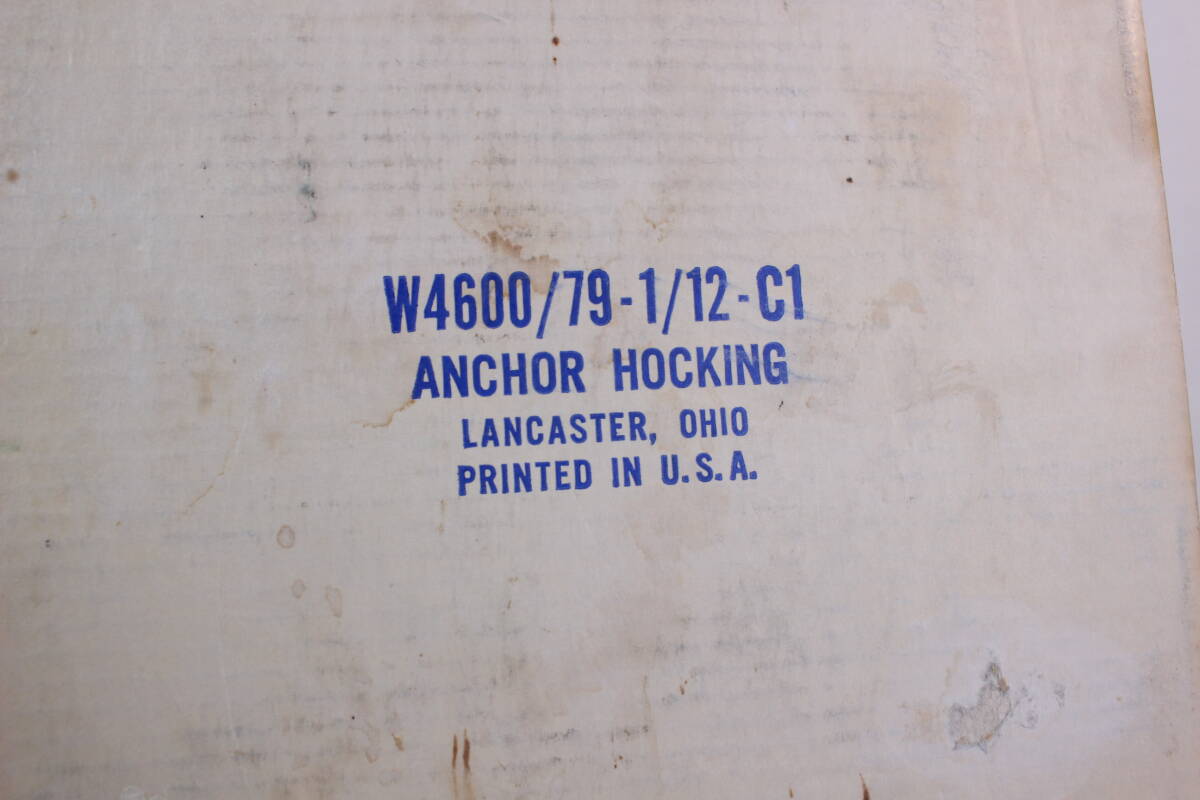 W4600/79-1/12-C1
ANCHOR HOCKING
LANCASTER, OHIO
PRINTED IN U.S.A.